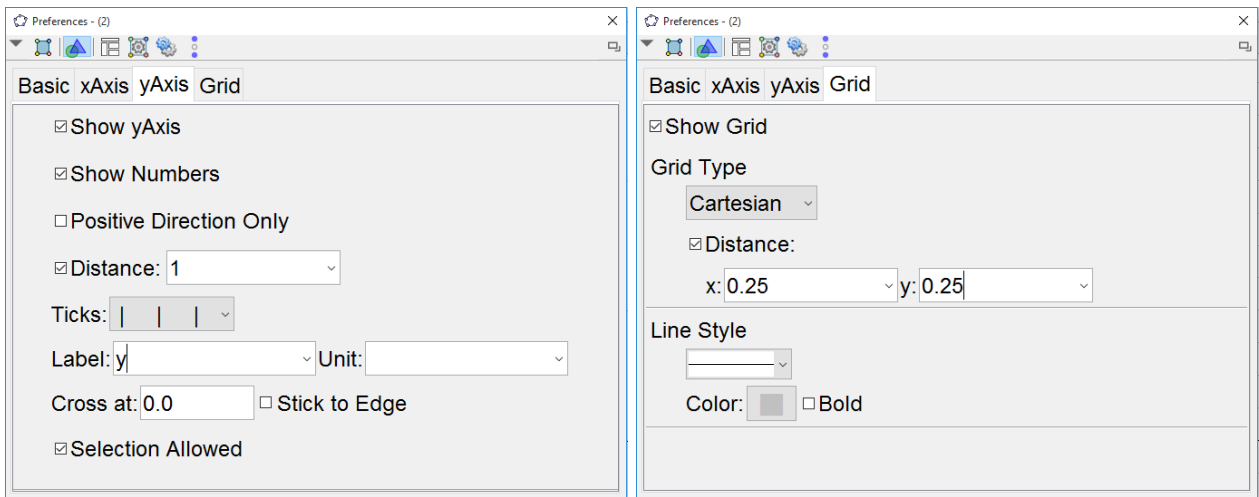 Preferences - (2)
Basic xAxis yAxis Grid
Show yAxis
Show Numbers
Positive Direction Only
Distance: 1
Ticks: | | |
Label: y Unit:
Cross at: 0.0 Stick to Edge
Selection Allowed
Preferences - (2)
Basic xAxis yAxis Grid
Show Grid
Grid Type
Cartesian
Distance:
x: 0.25 y: 0.25
Line Style
Color: Bold